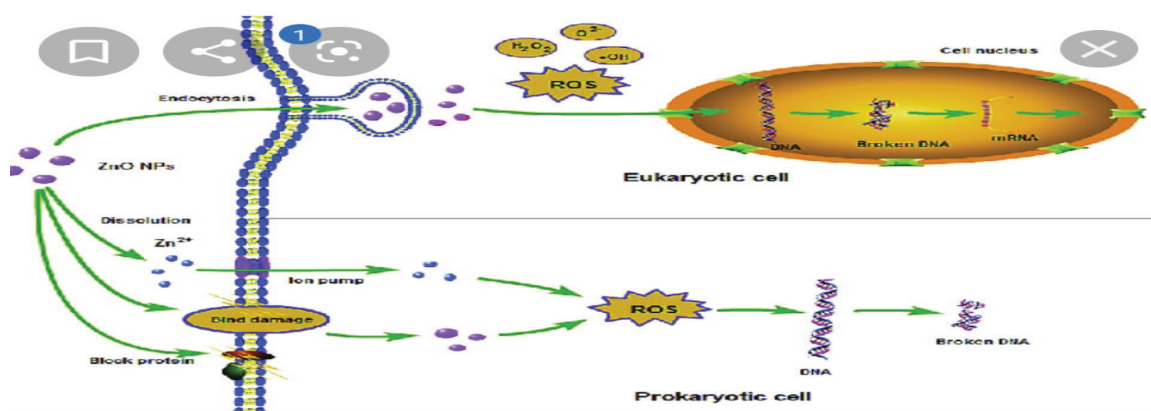 1
H₂O₂
O²⁻
•OH
ROS
Cell nucleus
Endocytosis
DNA
Broken DNA
mRNA
ZnO NPs
Eukaryotic cell
Dissolution
Zn²⁺
Ion pump
Bind damage
ROS
Block protein
DNA
Broken DNA
Prokaryotic cell